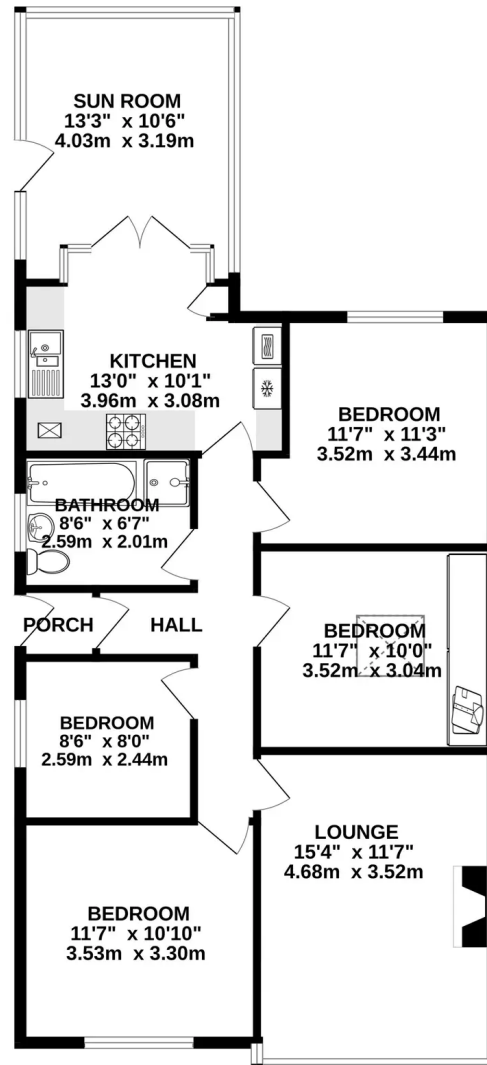 SUN ROOM
13'3" x 10'6"
4.03m x 3.19m
KITCHEN
13'0" x 10'1"
3.96m x 3.08m
BEDROOM
11'7" x 11'3"
3.52m x 3.44m
BATHROOM
8'6" x 6'7"
2.59m x 2.01m
PORCH
HALL
BEDROOM
11'7" x 10'0"
3.52m x 3.04m
BEDROOM
8'6" x 8'0"
2.59m x 2.44m
LOUNGE
15'4" x 11'7"
4.68m x 3.52m
BEDROOM
11'7" x 10'10"
3.53m x 3.30m